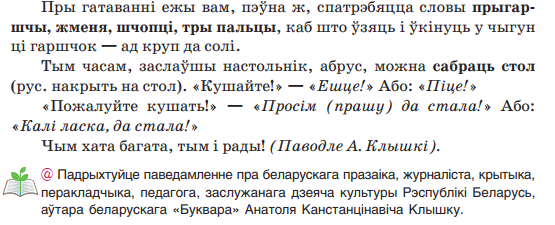 Пры гатаванні ежы вам, пэўна ж, спатрэбяцца словы прыгар-
шчы, жменя, шчопці, тры пальцы, каб што ўзяць і ўкінуць у чыгун
ці гаршчок — ад круп да солі.
Тым часам, заслаўшы настольнік, абрус, можна сабраць стол
(рус. накрыть на стол). «Кушайте!» — «Ешце!» Або: «Піце!»
«Пожалуйте кушать!» — «Просім (прашу) да стала!» Або:
«Калі ласка, да стала!»
Чым хата багата, тым і рады! (Паводле А. Клышкі).
@ Падрыхтуйце паведамленне пра беларускага празаіка, журналіста, крытыка,
перакладчыка, педагога, заслужанага дзеяча культуры Рэспублікі Беларусь,
аўтара беларускага «Буквара» Анатоля Канстанцінавіча Клышку.